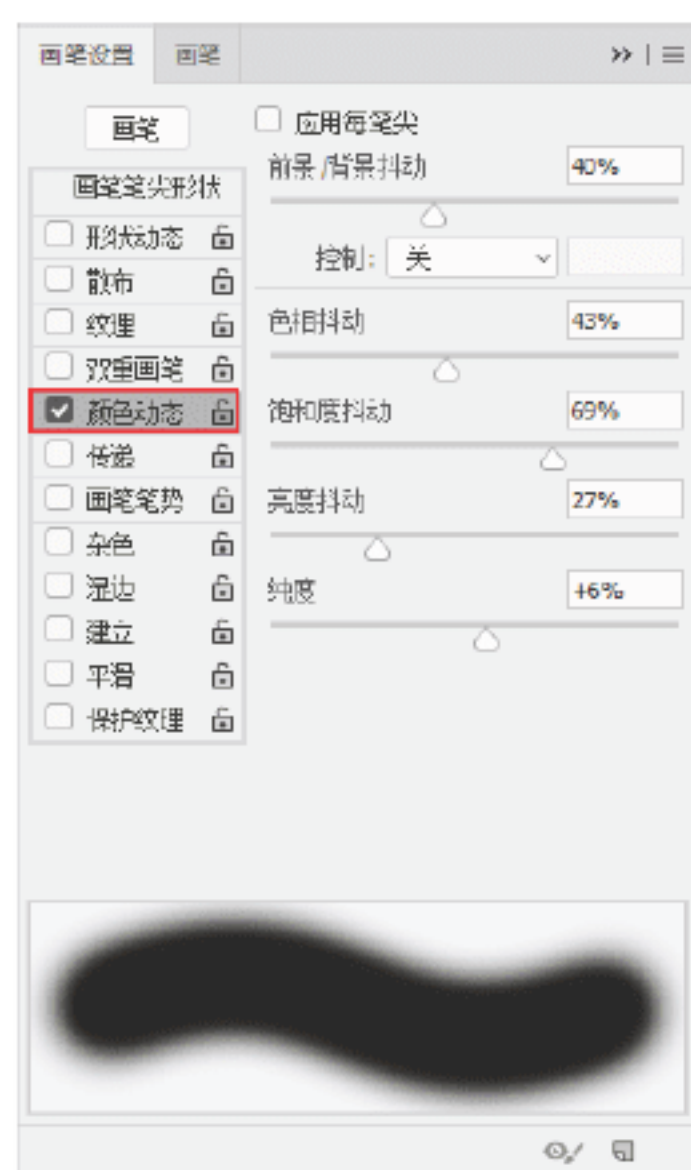 画笔设置 画笔
画笔
应用每笔尖
前景/背景抖动 40%
控制: 关
色相抖动 43%
饱和度抖动 69%
亮度抖动 27%
纯度 +6%
画笔笔尖形状
形状动态
散布
纹理
双重画笔
颜色动态
传递
画笔笔势
杂色
湿边
建立
平滑
保护纹理